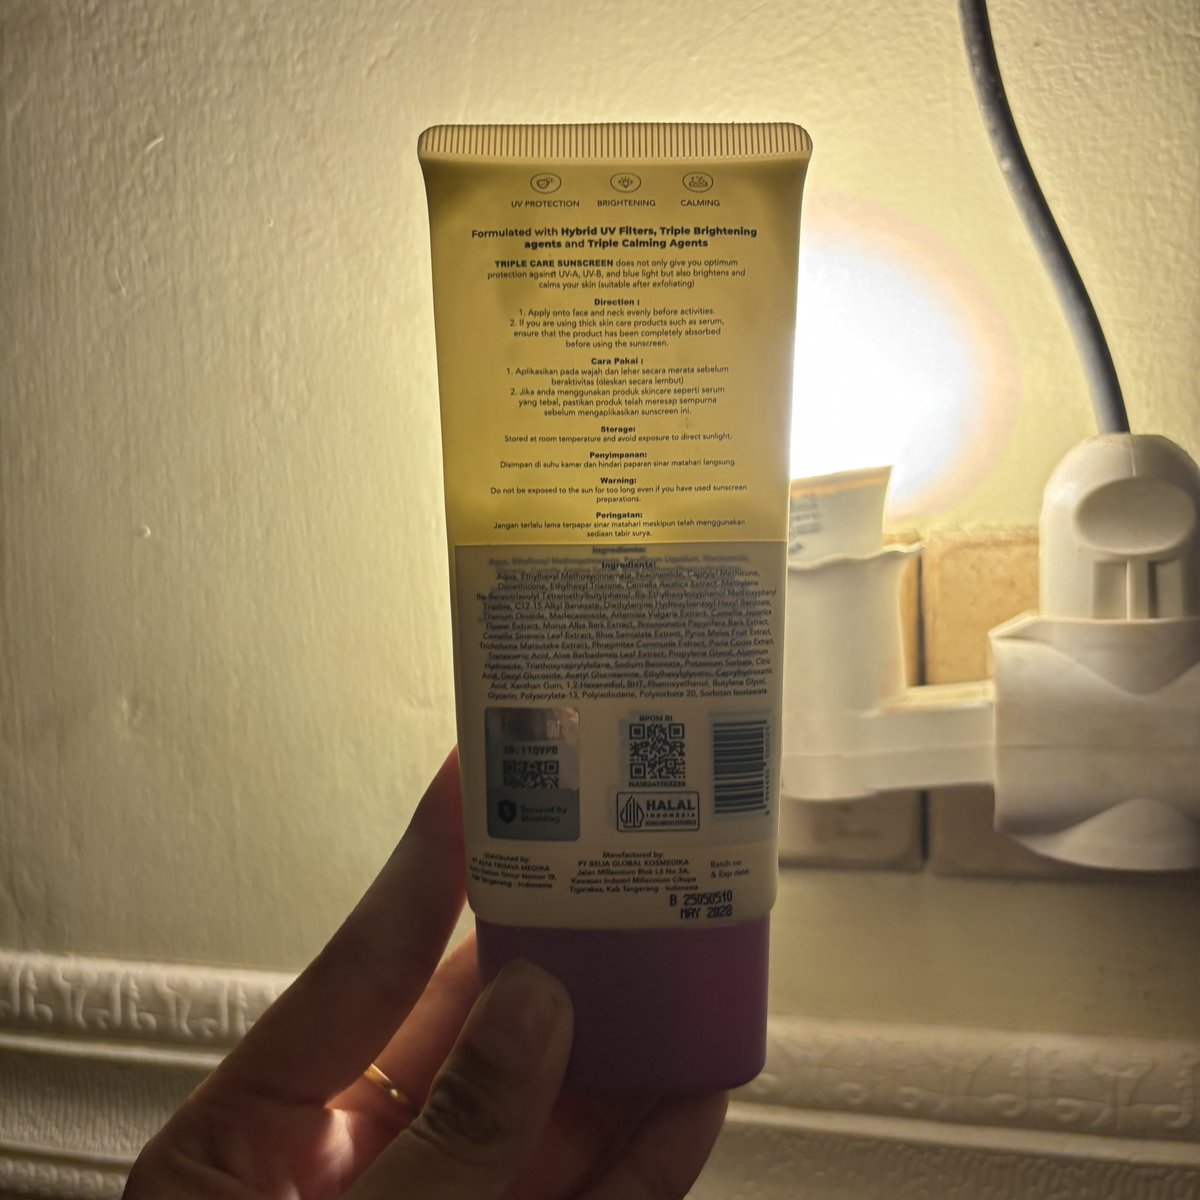 UV PROTECTION BRIGHTENING CALMING
Formulated with Hybrid UV Filters, Triple Brightening
agents and Triple Calming Agents
TRIPLE CARE SUNSCREEN does not only give you optimum
protection against UV-A, UV-B, and blue light but also brightens and
calms your skin (suitable after exfoliating)
Direction :
1. Apply onto face and neck evenly before activities.
2. If you are using thick skin care products such as serum,
ensure that the product has been completely absorbed
before using the sunscreen.
Cara Pakai :
1. Aplikasikan pada wajah dan leher secara merata sebelum
beraktivitas (oleskan secara lembut)
2. Jika anda menggunakan produk skincare seperti serum
yang tebal, pastikan produk telah meresap sempurna
sebelum mengaplikasikan sunscreen ini.
Storage:
Stored at room temperature and avoid exposure to direct sunlight.
Penyimpanan:
Disimpan di suhu kamar dan hindari paparan sinar matahari langsung.
Warning:
Do not be exposed to the sun for too long even if you have used sunscreen
preparations.
Peringatan:
Jangan terlalu lama terpapar sinar matahari meskipun telah menggunakan
sediaan tabir surya.
Ingredients:
Ingredients:
Aqua, Ethylhexyl Methoxycinnamate, Niacinamide, Caprylyl Methicone,
Dimethicone, Ethylhexyl Triazone, Centella Asiatica Extract, Methylene
Bis-Benzotriazolyl Tetramethylbutylphenol, Bis-Ethylhexyloxyphenol Methoxyphenyl
Triazine, C12-15 Alkyl Benzoate, Diethylamino Hydroxybenzoyl Hexyl Benzoate,
Titanium Dioxide, Madecassoside, Artemisia Vulgaris Extract, Camellia Japonica
Flower Extract, Morus Alba Bark Extract, Broussonetia Papyrifera Bark Extract,
Camellia Sinensis Leaf Extract, Rhus Semialata Extract, Pyrus Malus Fruit Extract,
Tricholoma Matsutake Extract, Phragmites Communis Extract, Poria Cocos Extract,
Tranexamic Acid, Aloe Barbadensis Leaf Extract, Propylene Glycol, Aluminum
Hydroxide, Triethoxycaprylylsilane, Sodium Benzoate, Potassium Sorbate, Citric
Acid, Decyl Glucoside, Acetyl Glucosamine, Ethylhexylglycerin, Caprylhydroxamic
Acid, Xanthan Gum, 1,2-Hexanediol, BHT, Phenoxyethanol, Butylene Glycol,
Glycerin, Polyacrylate-13, Polyisobutene, Polysorbate 20, Sorbitan Isostearate.
BPOM RI
ID:110VPB
Secured by
HALAL
INDONESIA
Distributed by:
Manufactured by:
PT BEUA GLOBAL KOSMEDIKA
Jalan Millennium Blok L3 No 3A,
Kawasan Industri Millennium Cikupa
Tigaraksa, Kab Tangerang - Indonesia
Batch no
& Exp date
B 25050510
MAY 2028